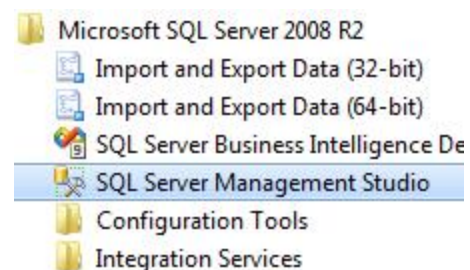 Microsoft SQL Server 2008 R2
Import and Export Data (32-bit)
Import and Export Data (64-bit)
SQL Server Business Intelligence De
SQL Server Management Studio
Configuration Tools
Integration Services